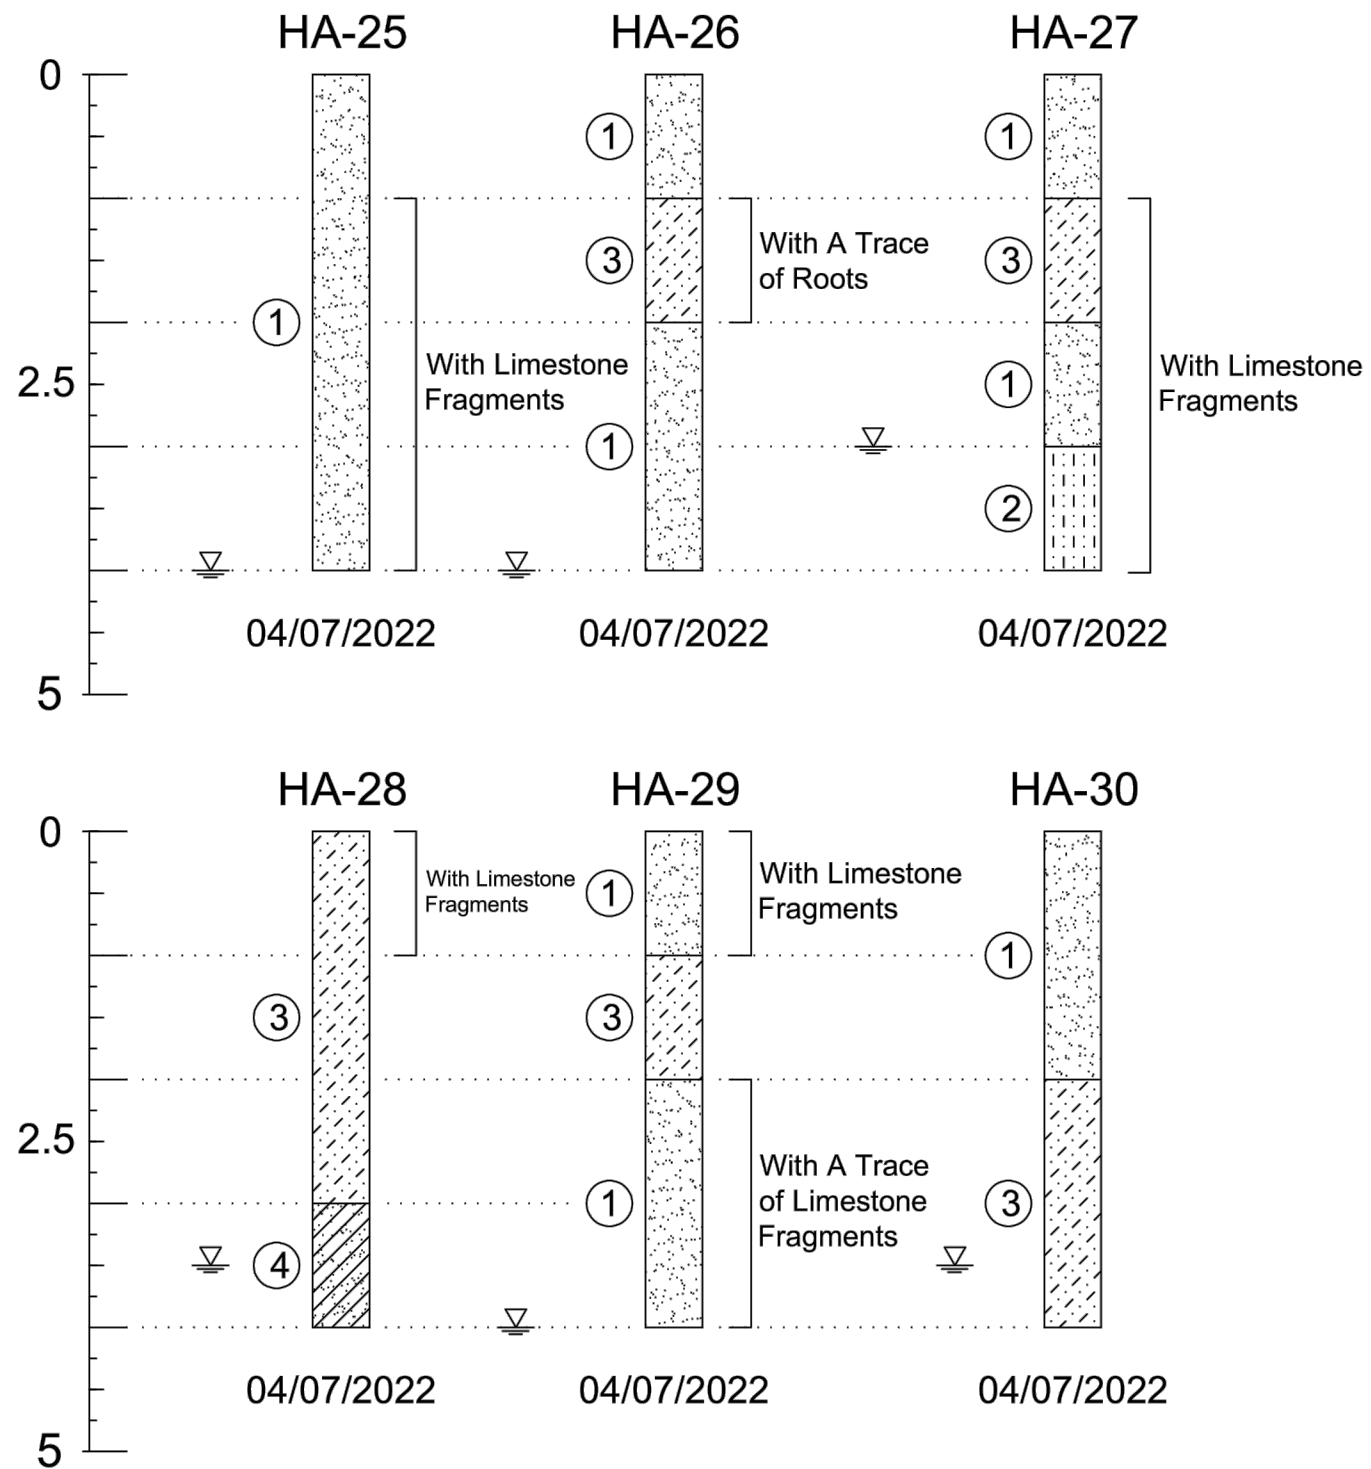 HA-25 HA-26 HA-27
0
1 1
3 With A Trace 3
of Roots
1
With Limestone With Limestone
2.5 Fragments 1 Fragments
1
2
04/07/2022 04/07/2022 04/07/2022
5
HA-28 HA-29 HA-30
0
With Limestone 1 With Limestone
Fragments Fragments
1
3 3
2.5
With A Trace
1 of Limestone 3
Fragments
4
04/07/2022 04/07/2022 04/07/2022
5